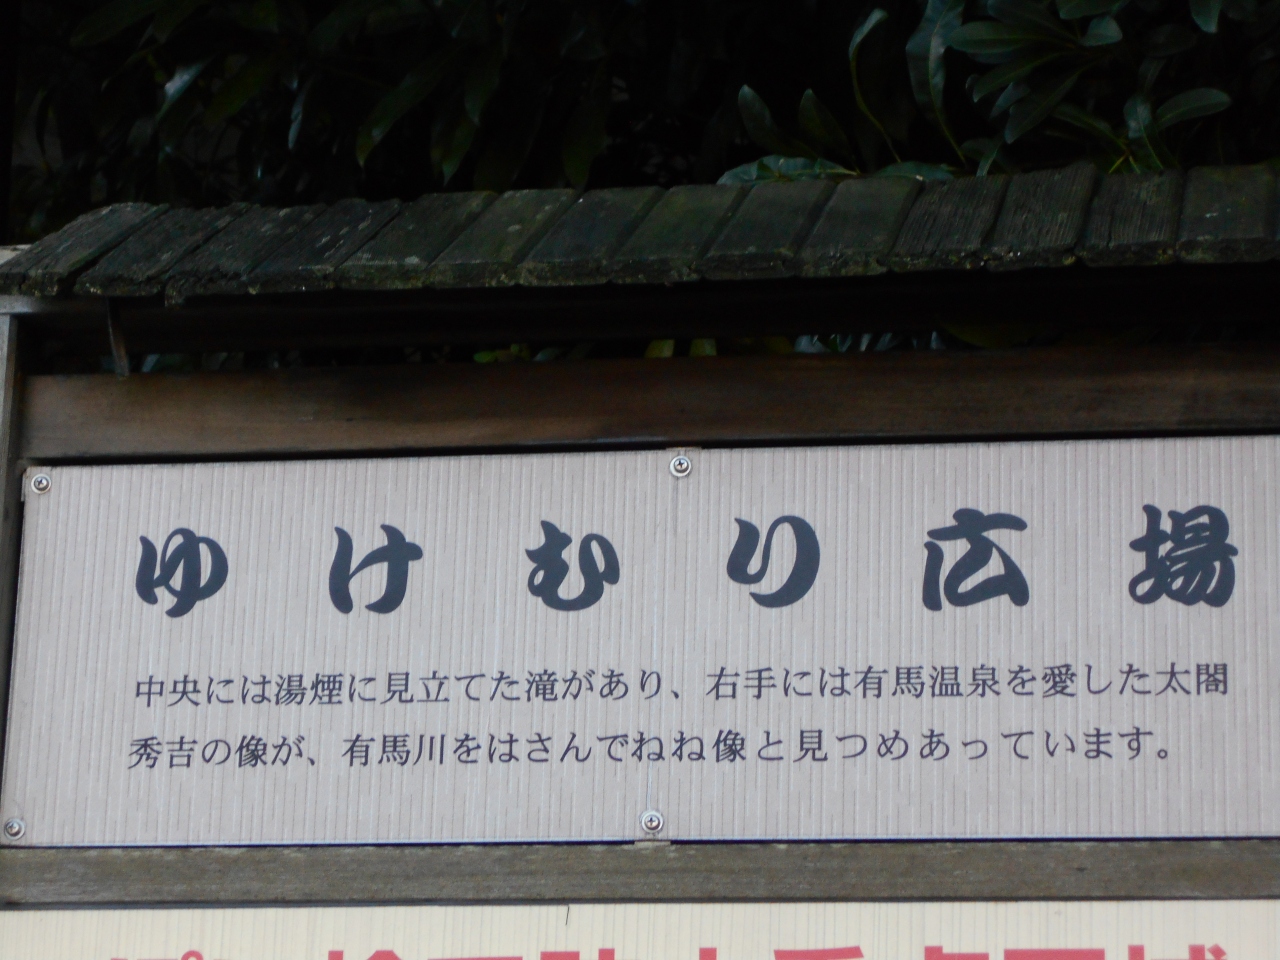 ゆけむり広場
中央には湯煙に見立てた滝があり、右手には有馬温泉を愛した太閤
秀吉の像が、有馬川をはさんでねね像と見つめあっています。